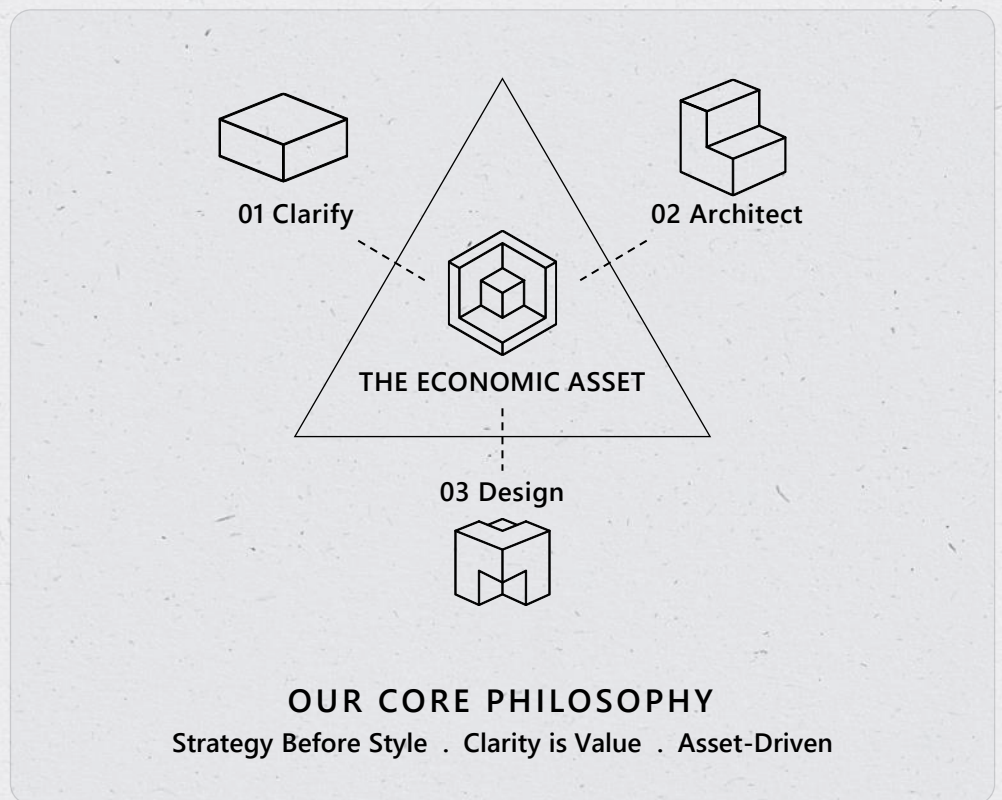 01 Clarify
02 Architect
THE ECONOMIC ASSET
03 Design
OUR CORE PHILOSOPHY
Strategy Before Style . Clarity is Value . Asset-Driven